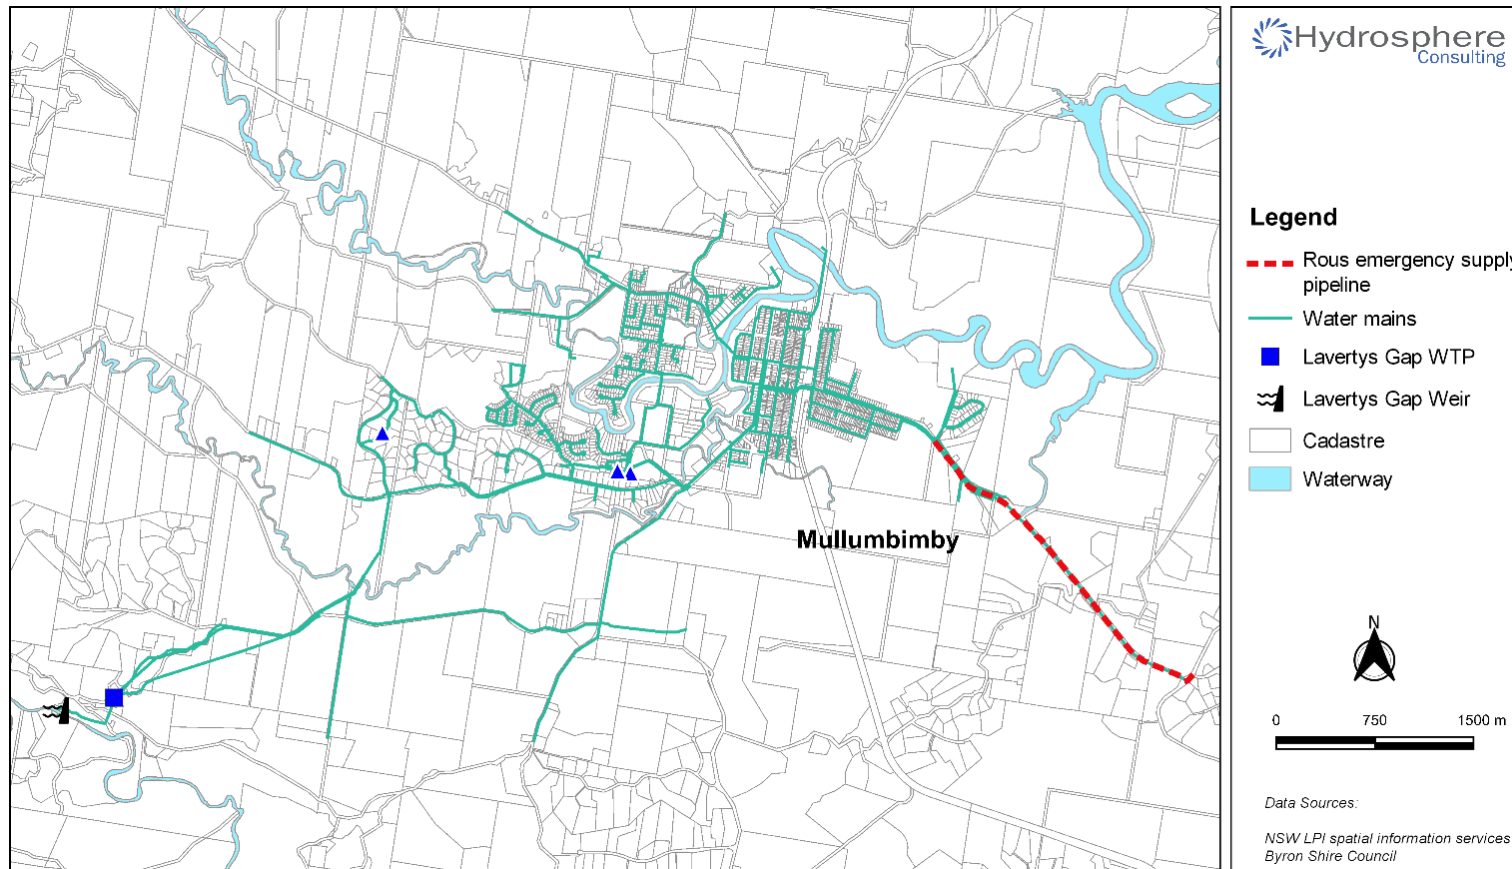 Hydrosphere
Consulting
Legend
Rous emergency supply
pipeline
Water mains
Lavertys Gap WTP
Lavertys Gap Weir
Cadastre
Waterway
Mullumbimby
N
0 750 1500 m
Data Sources:
NSW LPI spatial information services
Byron Shire Council